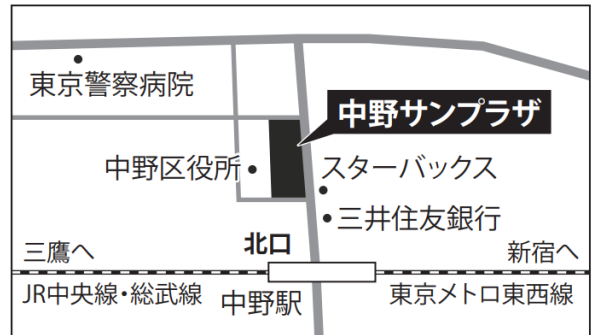 東京警察病院
中野サンプラザ
中野区役所
スターバックス
三井住友銀行
北口
三鷹へ
新宿へ
JR中央線・総武線
中野駅
東京メトロ東西線